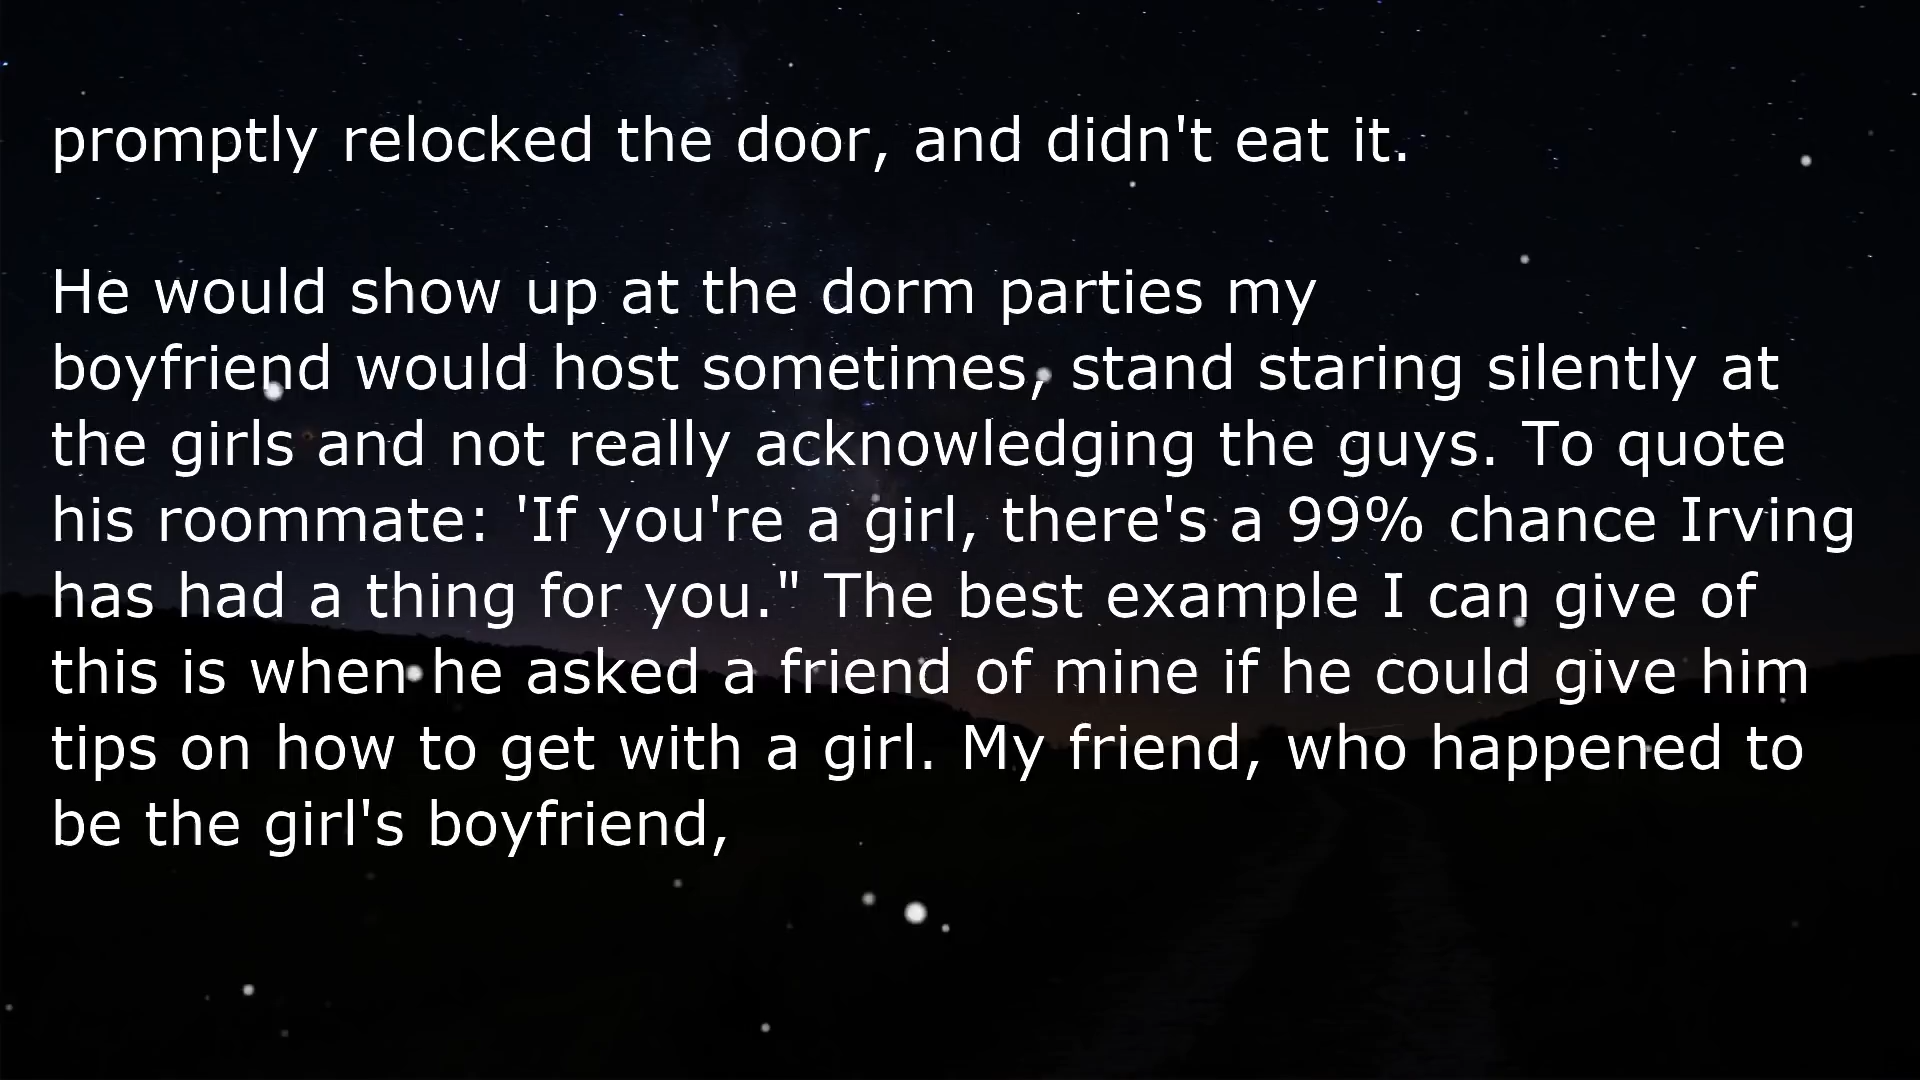 promptly relocked the door, and didn't eat it.
He would show up at the dorm parties my
boyfriend would host sometimes, stand staring silently at
the girls and not really acknowledging the guys. To quote
his roommate: 'If you're a girl, there's a 99% chance Irving
has had a thing for you." The best example I can give of
this is when he asked a friend of mine if he could give him
tips on how to get with a girl. My friend, who happened to
be the girl's boyfriend,